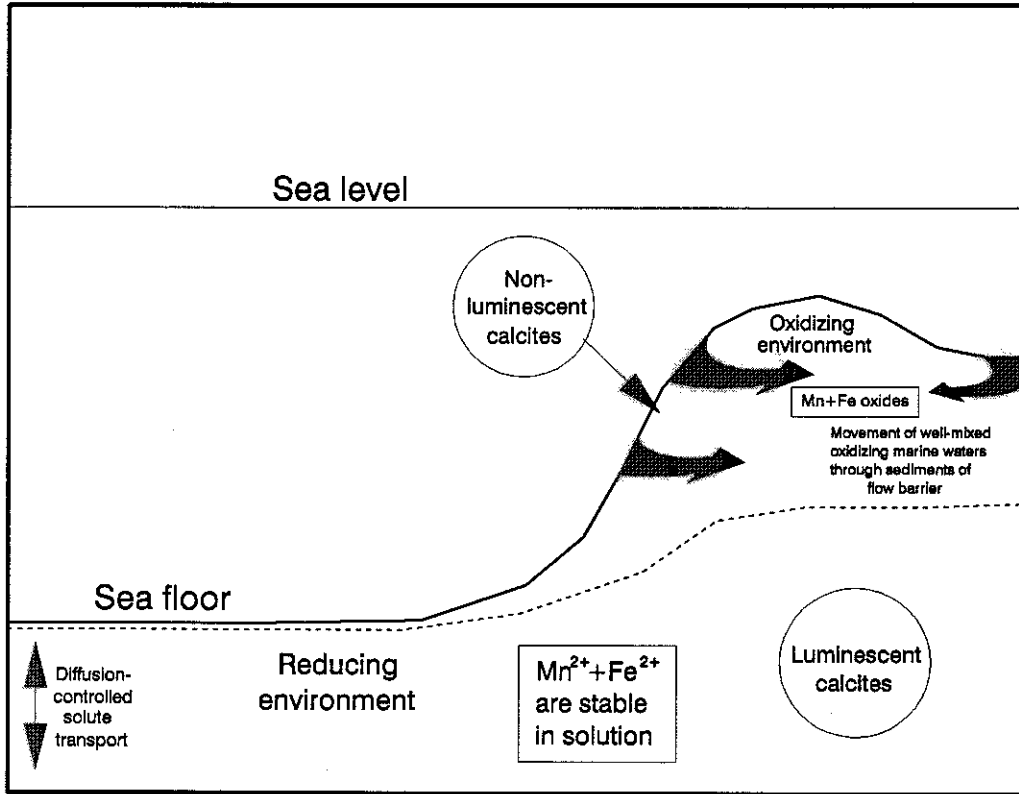 Sea level
Non-
luminescent
calcites
Oxidizing
environment
Mn+Fe oxides
Movement of well-mixed
oxidizing marine waters
through sediments of
flow barrier
Sea floor
Diffusion-
controlled
solute
transport
Reducing
environment
Mn²⁺+Fe²⁺
are stable
in solution
Luminescent
calcites